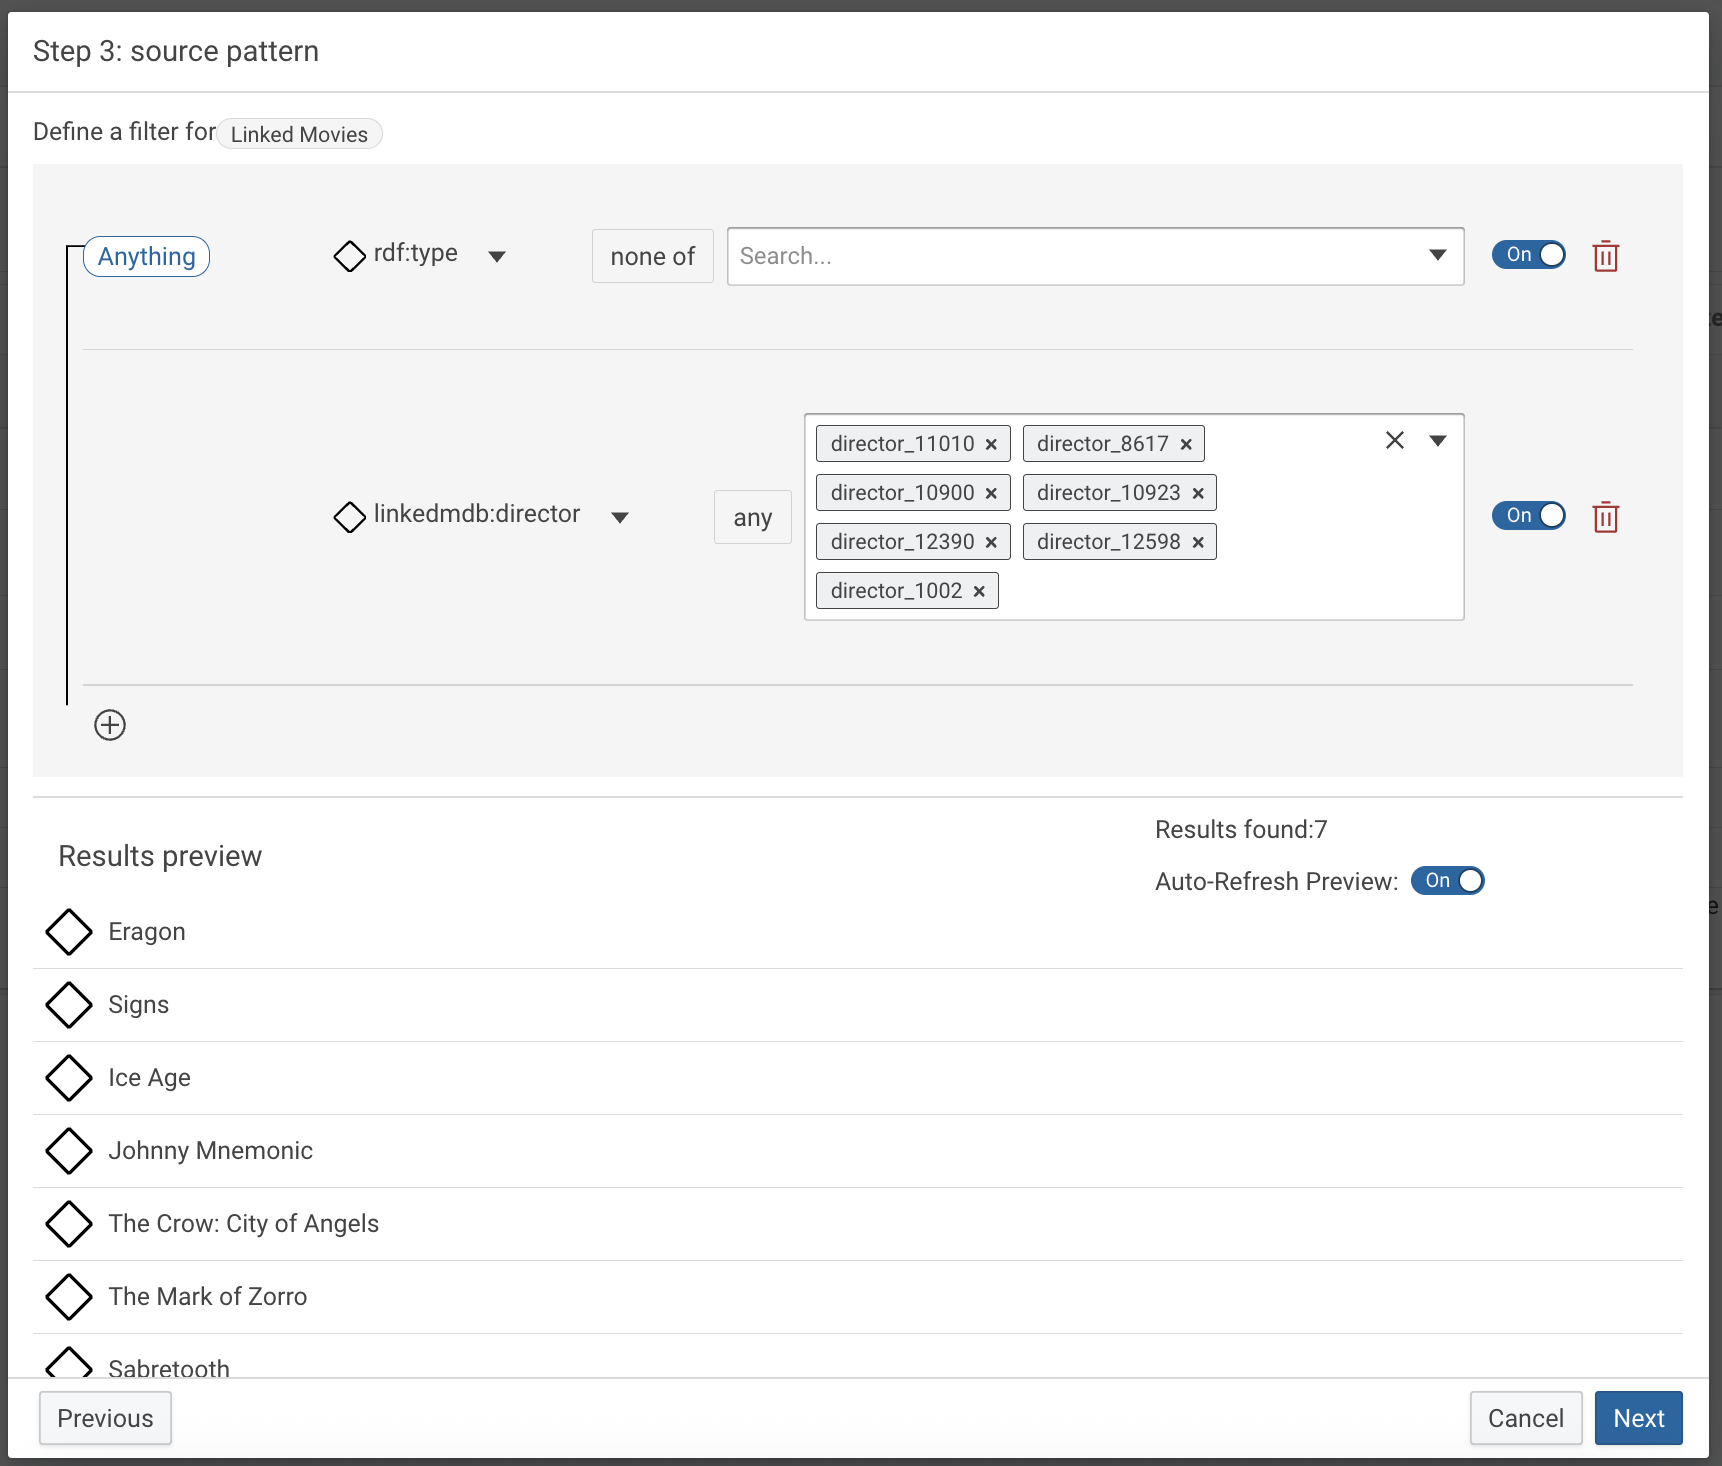 Step 3: source pattern
Define a filter for Linked Movies
Anything rdf:type none of Search... On
linkedmdb:director any On
director_11010 × director_8617 ×
director_10900 × director_10923 ×
director_12390 × director_12598 ×
director_1002 ×
Results preview
Results found:7
Auto-Refresh Preview: On
Eragon
Signs
Ice Age
Johnny Mnemonic
The Crow: City of Angels
The Mark of Zorro
Sabretooth
Previous Cancel Next